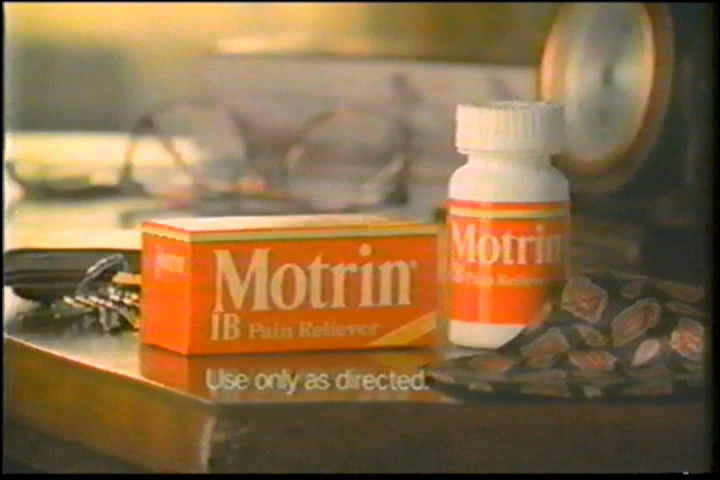 Motrin®
IB Pain Reliever
Motrin
IB Pain Reliever
Use only as directed.